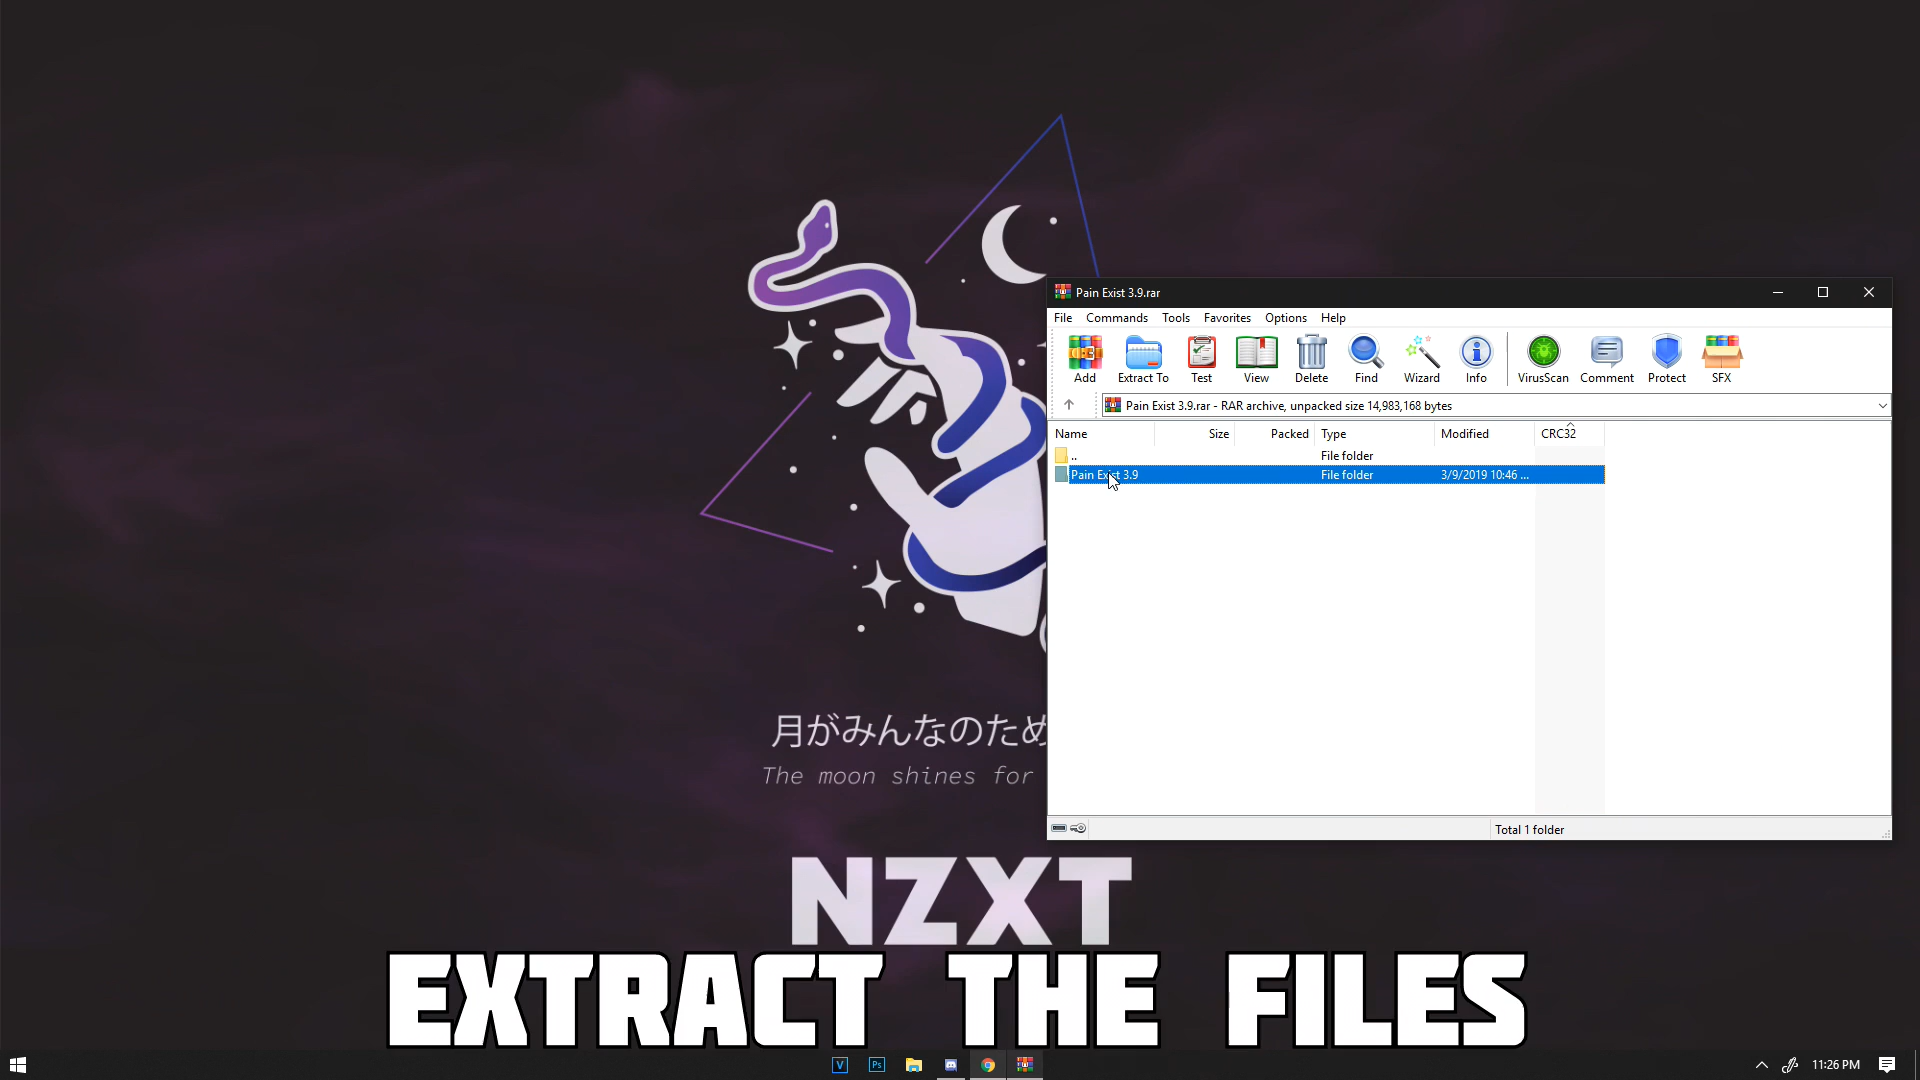 Pain Exist 3.9.rar
File Commands Tools Favorites Options Help
Add Extract To Test View Delete Find Wizard Info VirusScan Comment Protect SFX
Pain Exist 3.9.rar - RAR archive, unpacked size 14,983,168 bytes
Name Size Packed Type Modified CRC32
.. File folder
Pain Exist 3.9 File folder 3/9/2019 10:46 ...
Total 1 folder
月がみんなのため
The moon shines for
NZXT
EXTRACT THE FILES
V Ps 11:26 PM